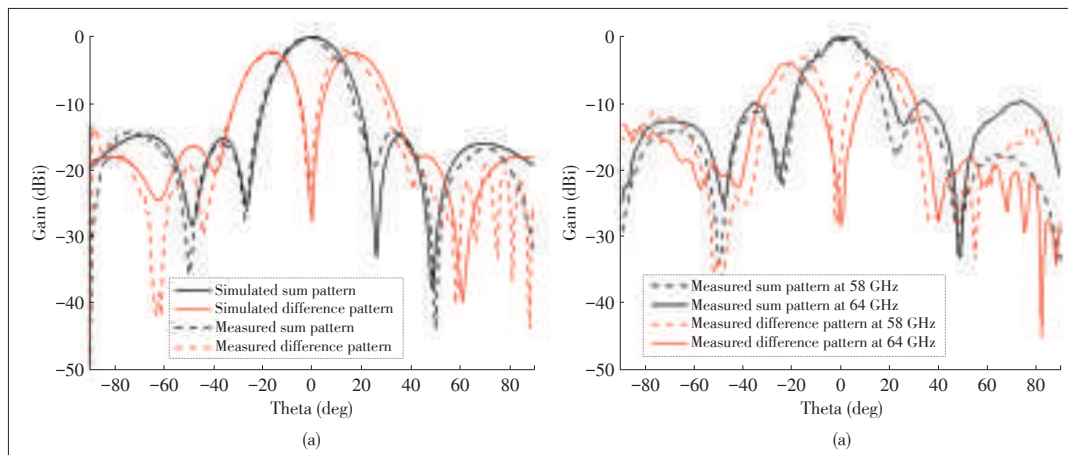 0
−10
−20
−30
−40
−50
Gain (dBi)
Simulated sum pattern
Simulated difference pattern
Measured sum pattern
Measured difference pattern
−80 −60 −40 −20 0 20 40 60 80
Theta (deg)
(a)
0
−10
−20
−30
−40
−50
Gain (dBi)
Measured sum pattern at 58 GHz
Measured sum pattern at 64 GHz
Measured difference pattern at 58 GHz
Measured difference pattern at 64 GHz
−80 −60 −40 −20 0 20 40 60 80
Theta (deg)
(a)